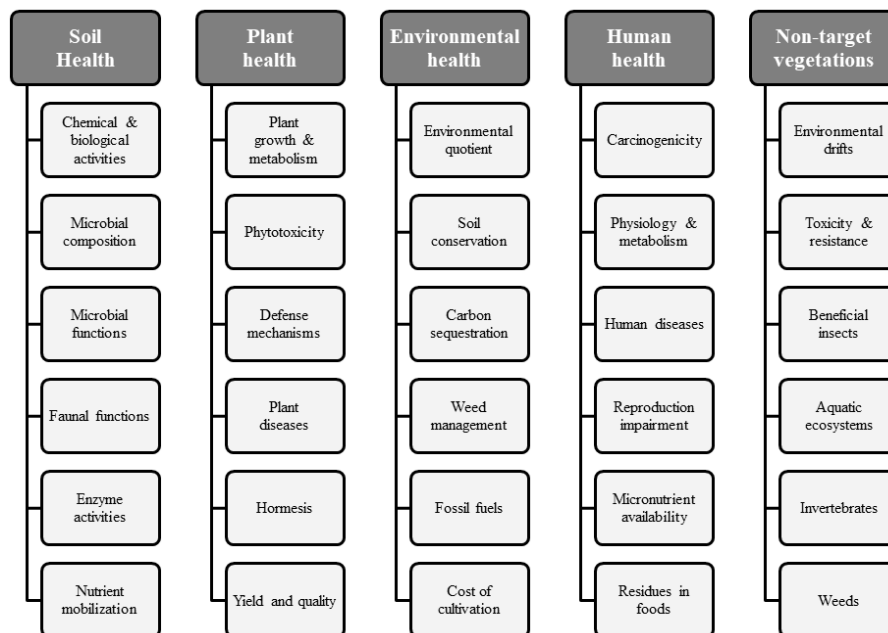 Soil
Health
Chemical &
biological
activities
Microbial
composition
Microbial
functions
Faunal functions
Enzyme
activities
Nutrient
mobilization
Plant
health
Plant
growth &
metabolism
Phytotoxicity
Defense
mechanisms
Plant
diseases
Hormesis
Yield and quality
Environmental
health
Environmental
quotient
Soil
conservation
Carbon
sequestration
Weed
management
Fossil fuels
Cost of
cultivation
Human
health
Carcinogenicity
Physiology &
metabolism
Human diseases
Reproduction
impairment
Micronutrient
availability
Residues in
foods
Non-target
vegetations
Environmental
drifts
Toxicity &
resistance
Beneficial
insects
Aquatic
ecosystems
Invertebrates
Weeds